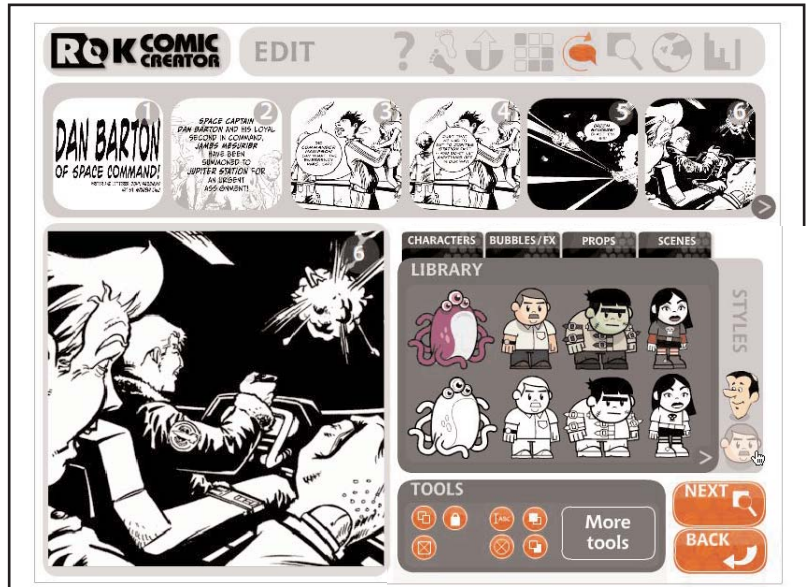 ROK COMIC
CREATOR
EDIT
?
1
DAN BARTON
OF SPACE COMMAND!
2
SPACE CAPTAIN
DAN BARTON AND HIS LOYAL
SECOND IN COMMAND,
JAMES MESURIER
HAVE BEEN
SUMMONED TO
JUPITER STATION FOR
AN URGENT
ASSIGNMENT!
3
4
5
6
>
6
CHARACTERS
BUBBLES/FX
PROPS
SCENES
LIBRARY
STYLES
>
TOOLS
ABC
More
tools
NEXT
BACK